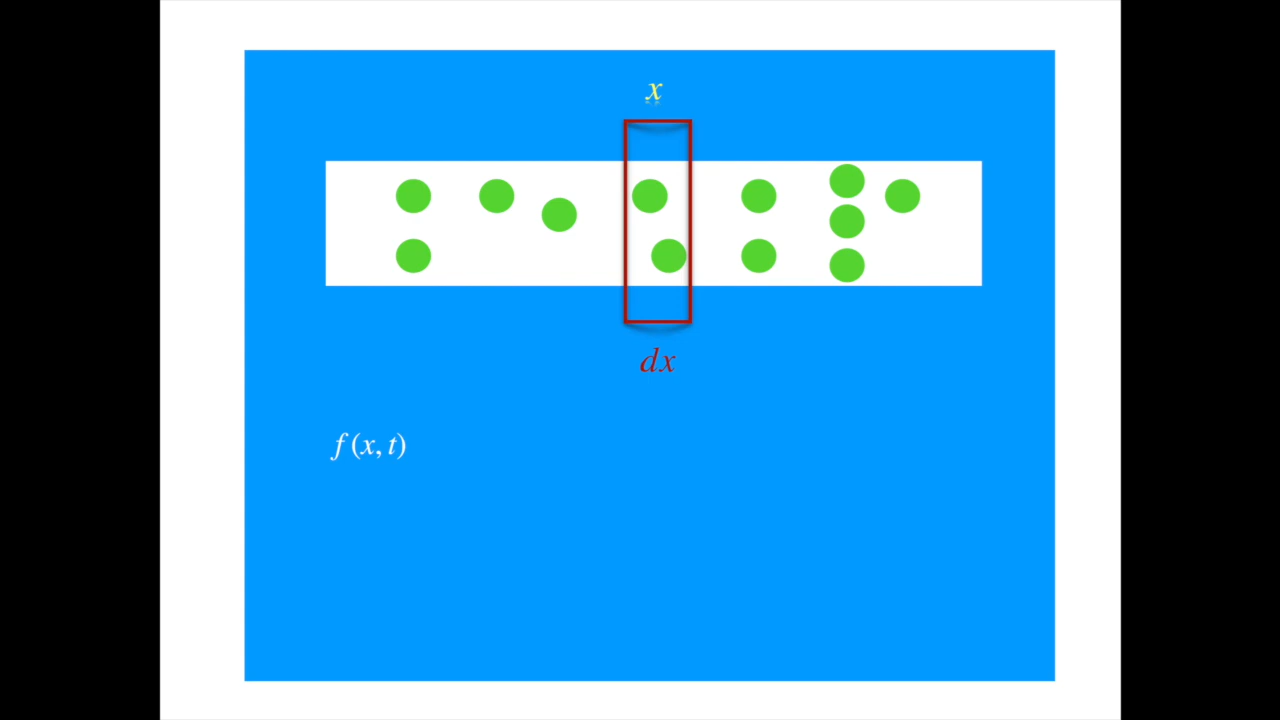 x
dx
f(x, t)